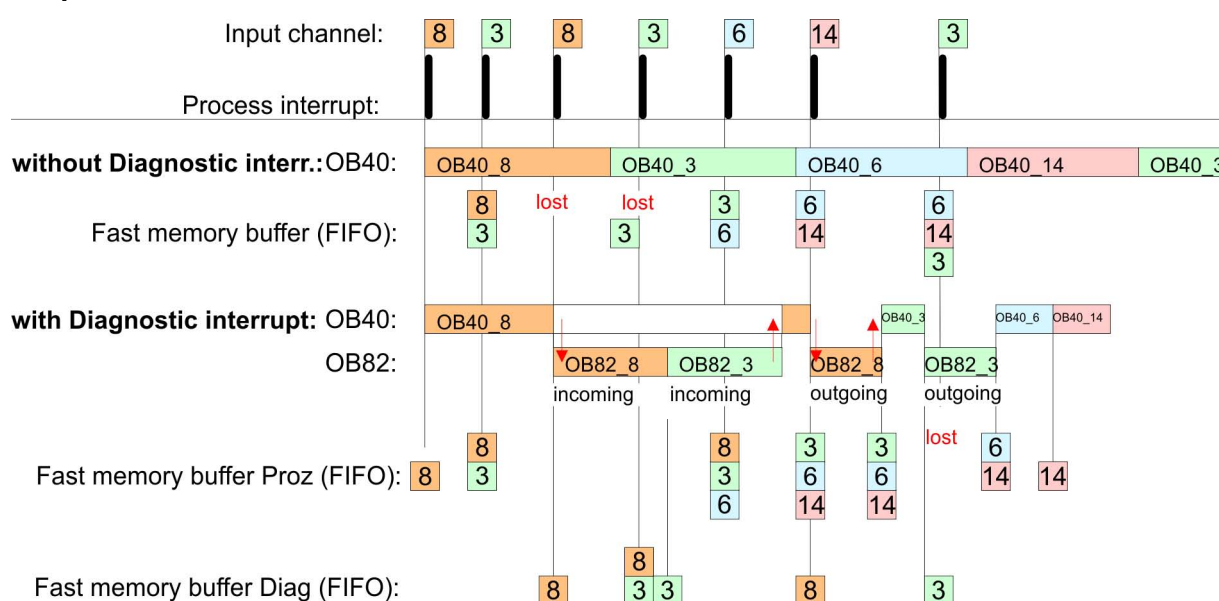 Input channel: 8 3 8 3 6 14 3
Process interrupt:
without Diagnostic interr.: OB40: OB40_8 OB40_3 OB40_6 OB40_14 OB40_3
8 lost lost 3 6 6
Fast memory buffer (FIFO): 3 3 6 14 14
3
with Diagnostic interrupt: OB40: OB40_8 OB40_3 OB40_6 OB40_14
OB82: OB82_8 OB82_3 OB82_8 OB82_3
incoming incoming outgoing outgoing
8 8 3 3 lost 6
Fast memory buffer Proz (FIFO): 8 3 3 6 6 14 14
6 14 14
8
Fast memory buffer Diag (FIFO): 8 3 3 8 3